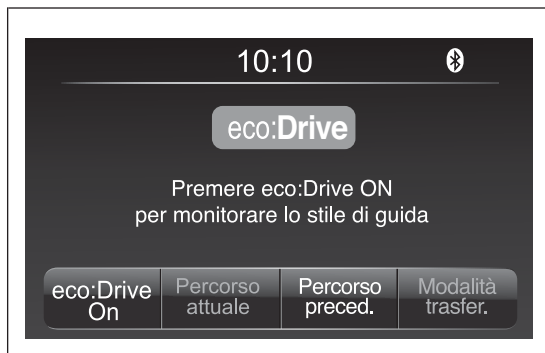 10:10
eco:Drive
Premere eco:Drive ON
per monitorare lo stile di guida
eco:Drive
On
Percorso
attuale
Percorso
preced.
Modalità
trasfer.